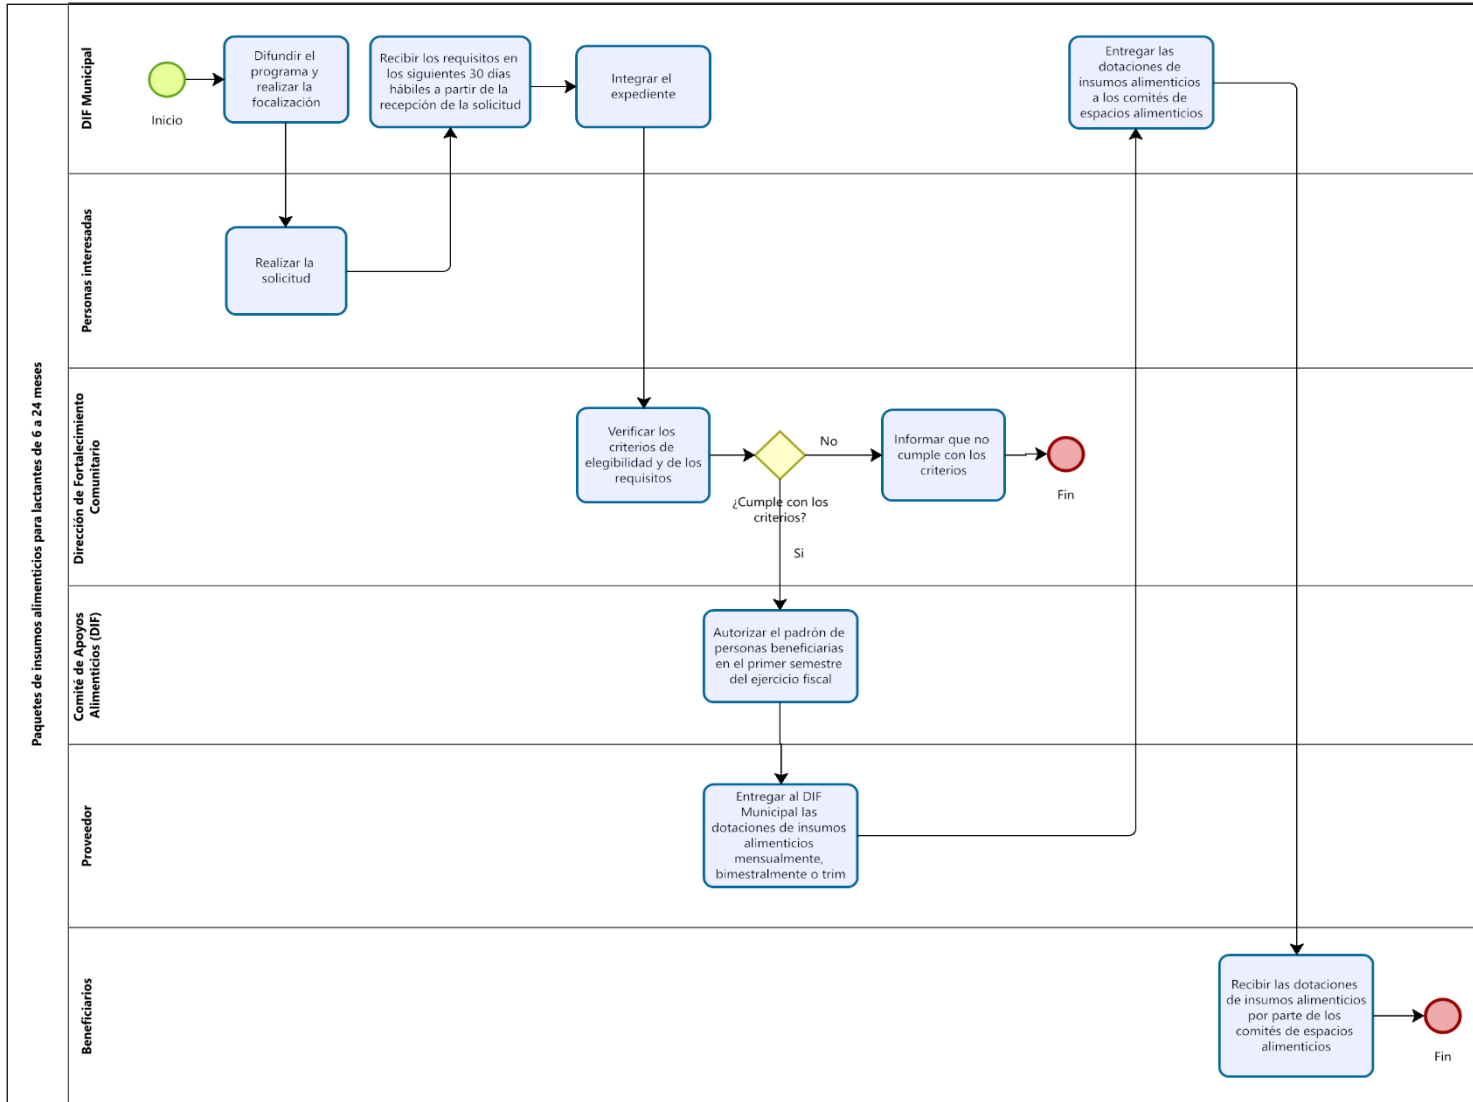 Paquetes de insumos alimenticios para lactantes de 6 a 24 meses
DIF Municipal
Inicio
Difundir el
programa y
realizar la
focalización
Recibir los requisitos en
los siguientes 30 días
hábiles a partir de la
recepción de la solicitud
Integrar el
expediente
Entregar las
dotaciones de
insumos alimenticios
a los comités de
espacios alimenticios
Personas interesadas
Realizar la
solicitud
Dirección de Fortalecimiento
Comunitario
Verificar los
criterios de
elegibilidad y de los
requisitos
¿Cumple con los
criterios?
No
Si
Informar que no
cumple con los
criterios
Fin
Comité de Apoyos
Alimenticios (DIF)
Autorizar el padrón de
personas beneficiarias
en el primer semestre
del ejercicio fiscal
Proveedor
Entregar al DIF
Municipal las
dotaciones de insumos
alimenticios
mensualmente,
bimestralmente o trim
Beneficiarios
Recibir las dotaciones
de insumos alimenticios
por parte de los
comités de espacios
alimenticios
Fin